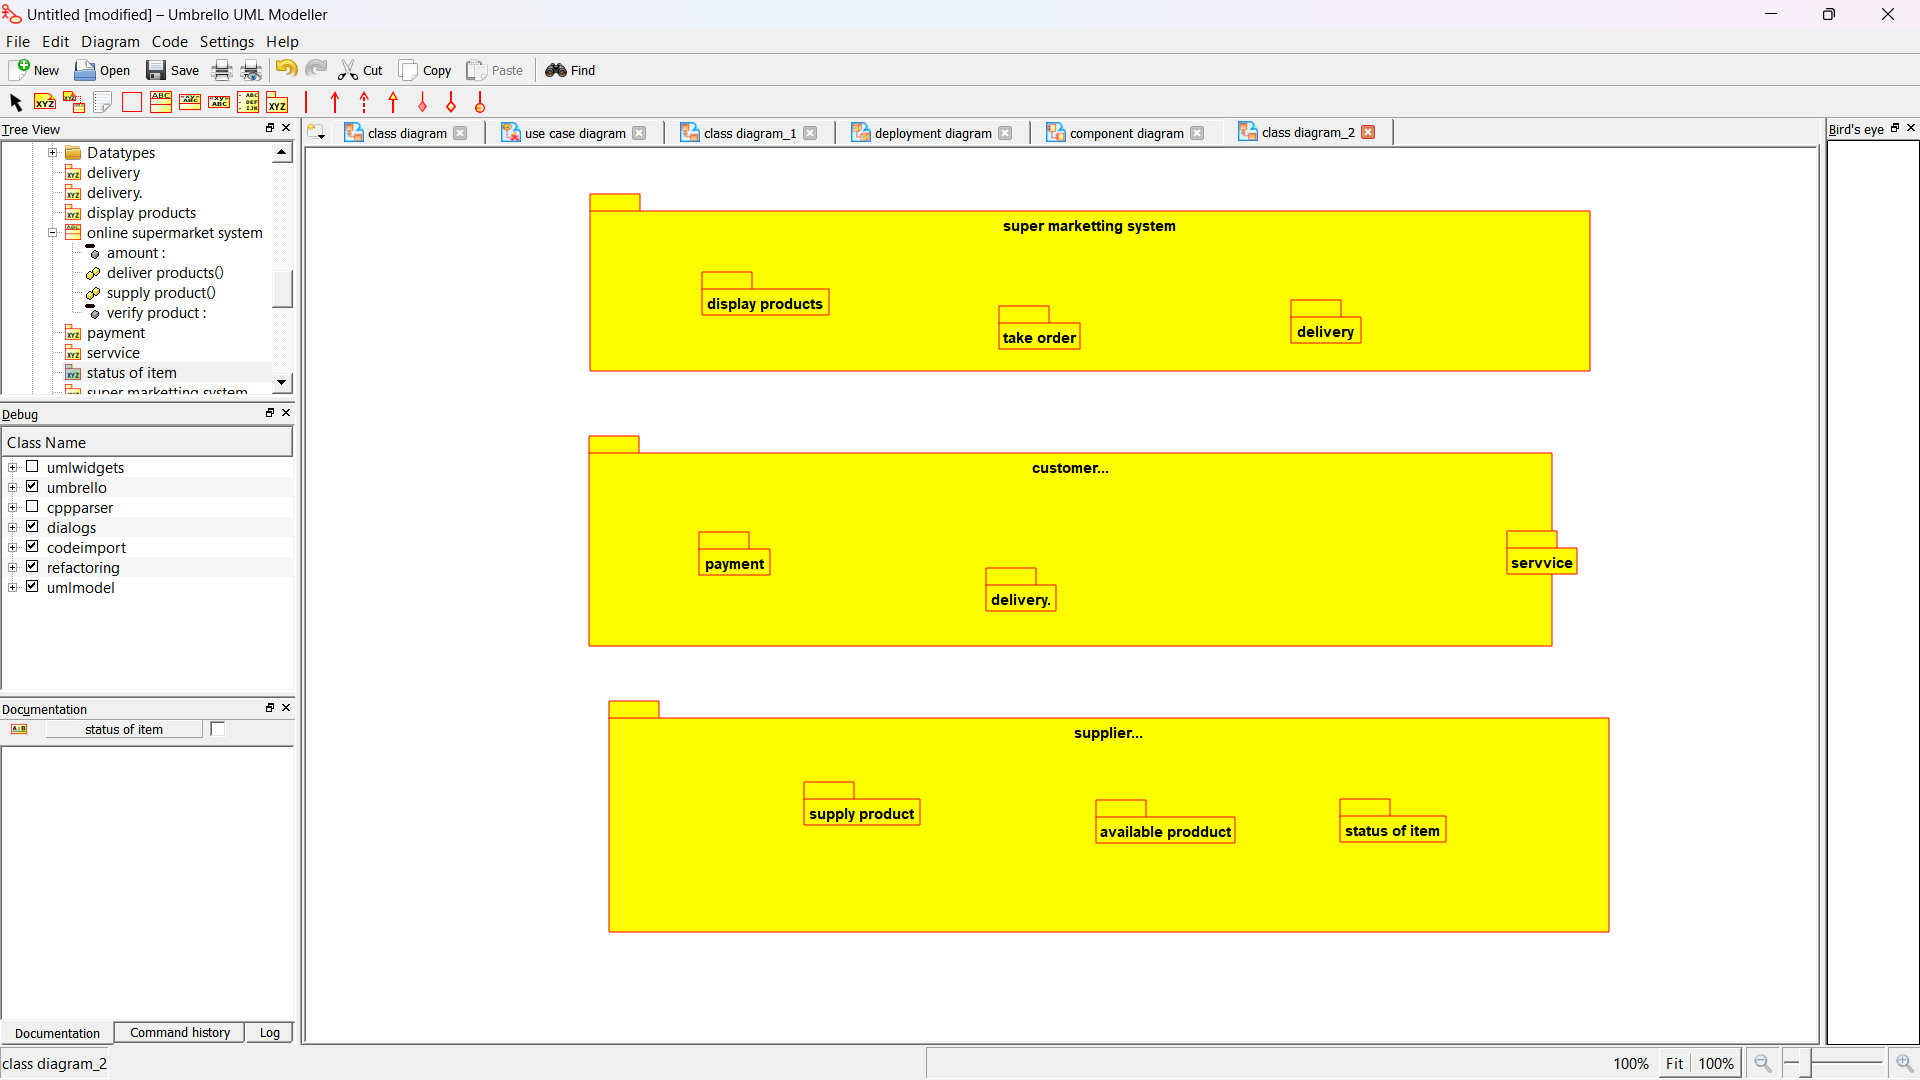 Untitled [modified] – Umbrello UML Modeller
File Edit Diagram Code Settings Help
New Open Save Cut Copy Paste Find
Tree View
class diagram use case diagram class diagram_1 deployment diagram component diagram class diagram_2
Bird's eye
Datatypes
delivery
delivery.
display products
online supermarket system
amount :
deliver products()
supply product()
verify product :
payment
servvice
status of item
super marketting system
Debug
Class Name
umlwidgets
umbrello
cppparser
dialogs
codeimport
refactoring
umlmodel
Documentation
status of item
Documentation Command history Log
super marketting system
display products
take order
delivery
customer...
payment
delivery.
servvice
supplier...
supply product
available prodduct
status of item
class diagram_2
100% Fit 100%